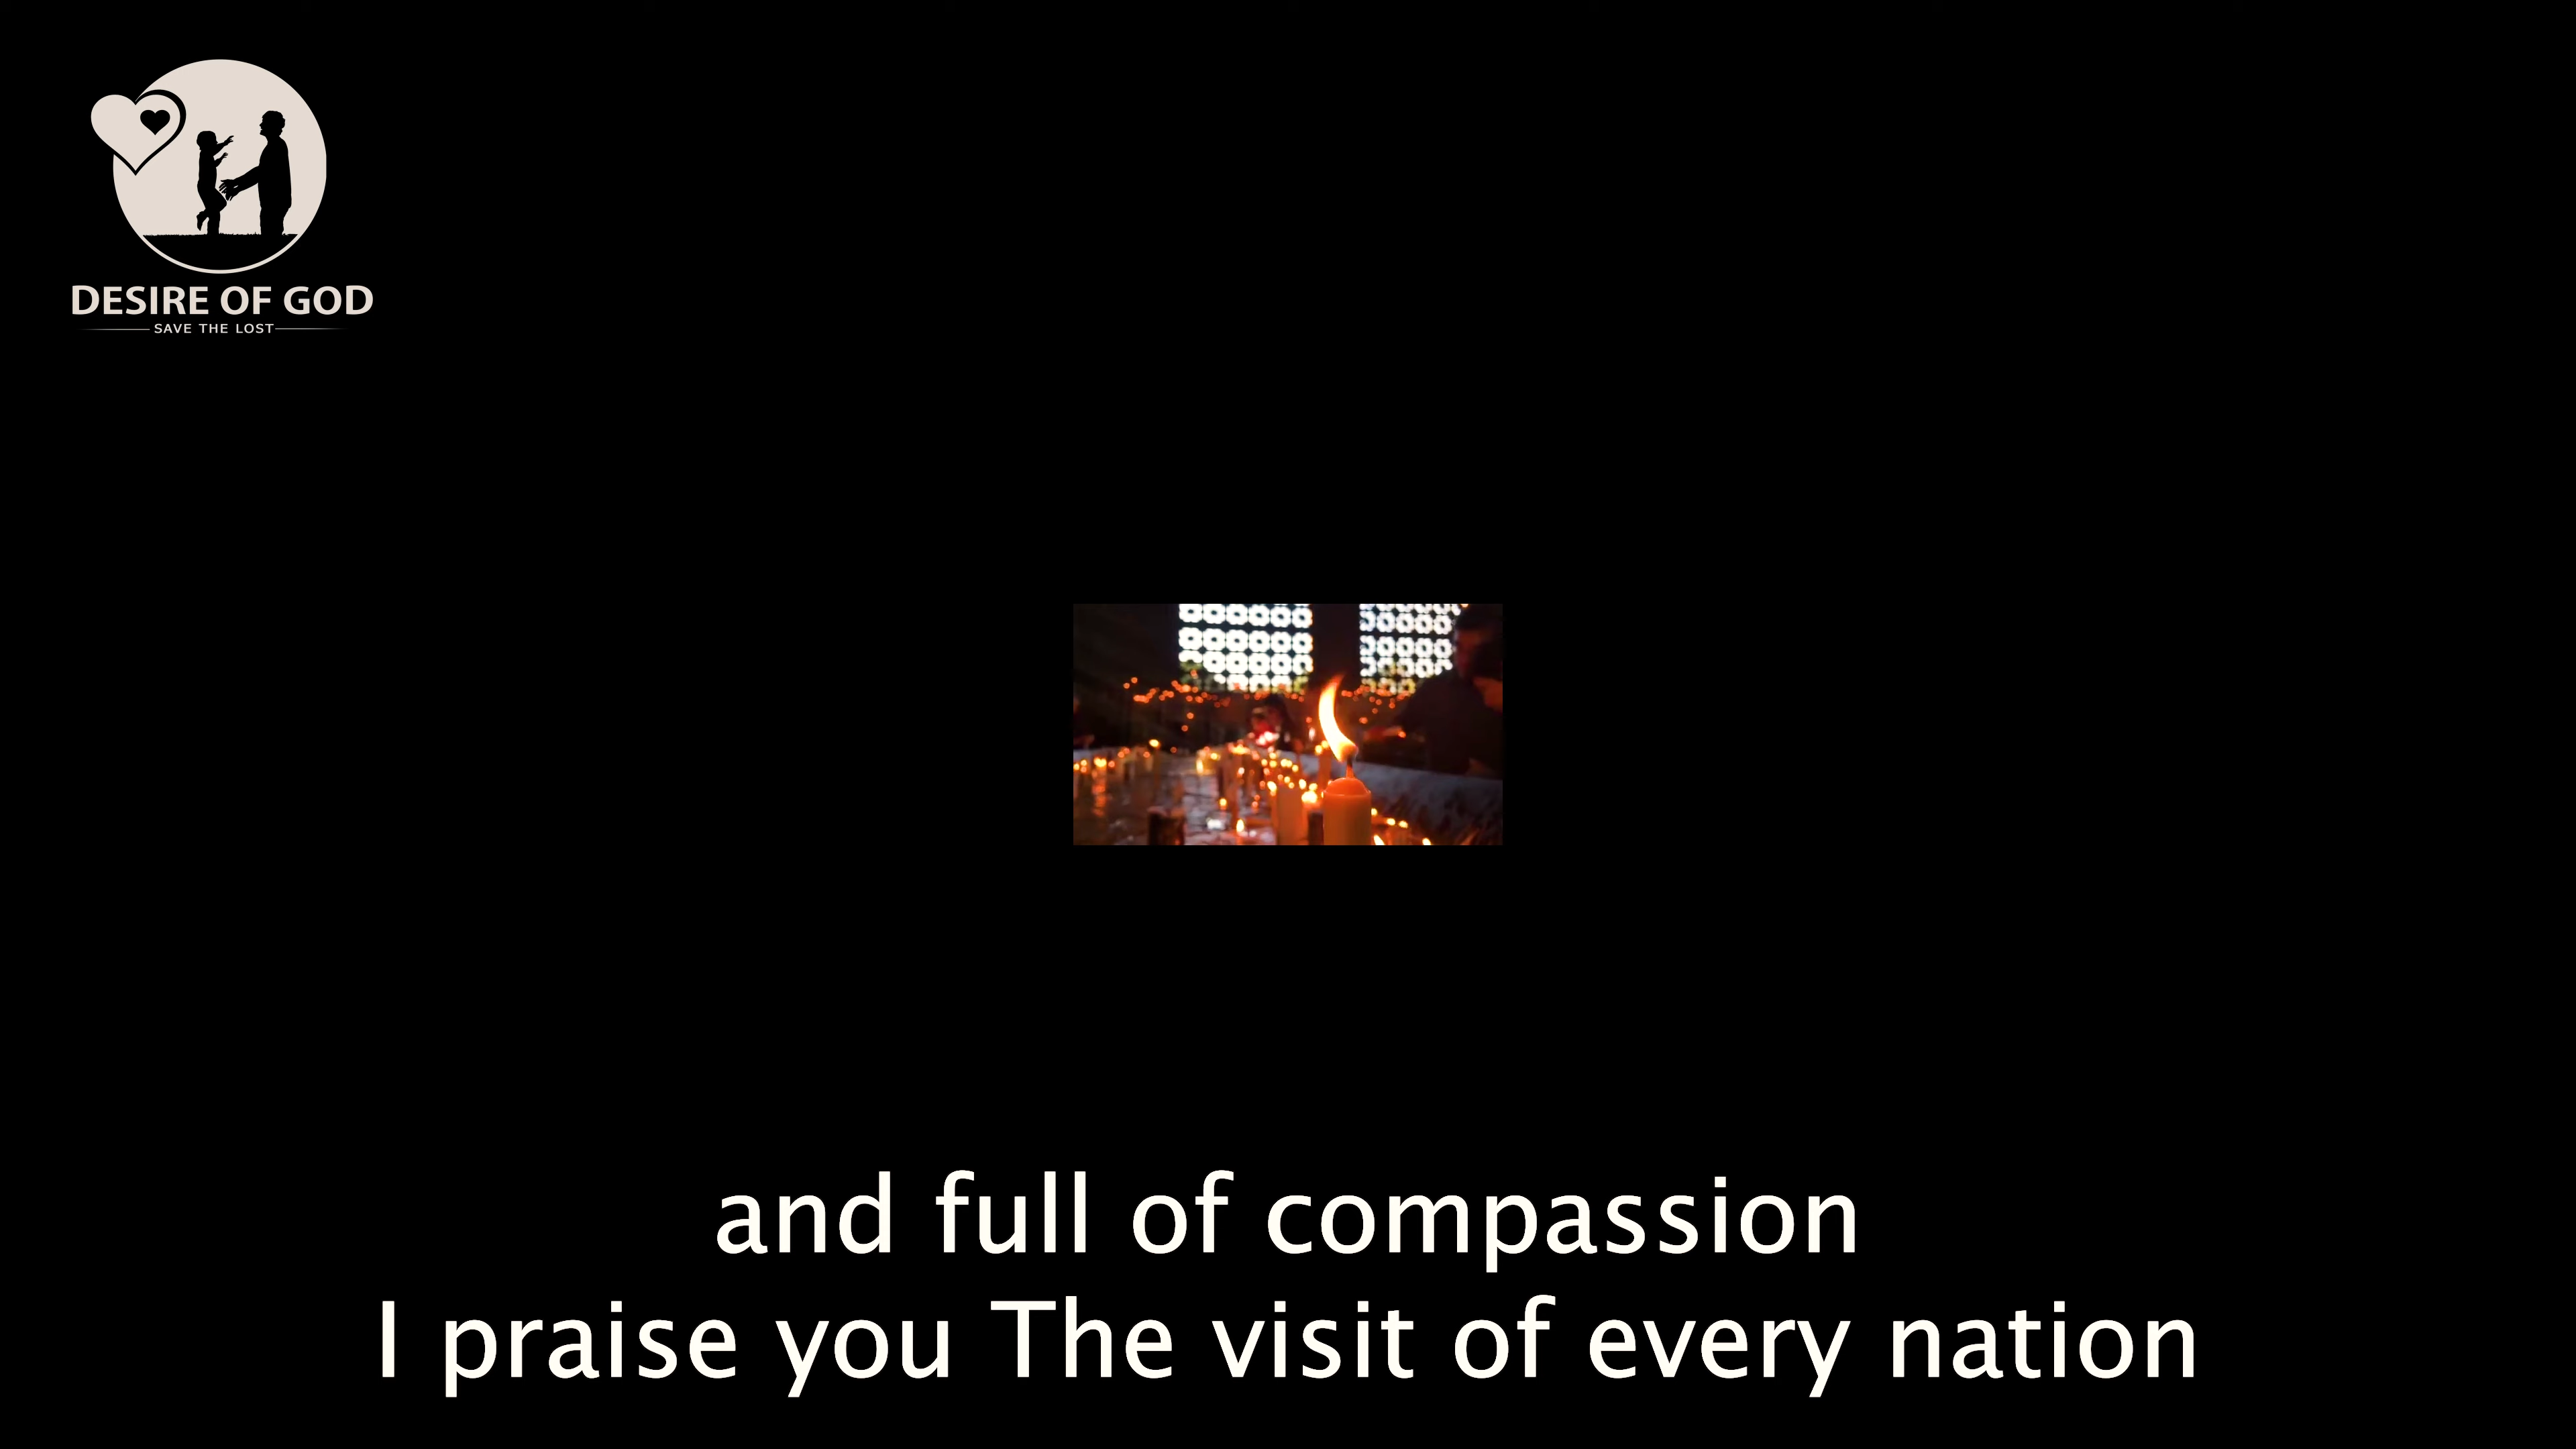 DESIRE OF GOD
SAVE THE LOST
and full of compassion
I praise you The visit of every nation